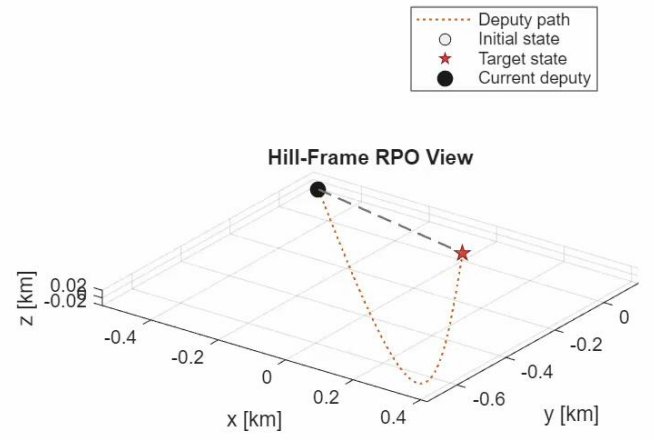 Deputy path
Initial state
Target state
Current deputy
Hill-Frame RPO View
z [km]
0.02
0
-0.02
-0.4
-0.2
0
0.2
0.4
x [km]
-0.6
-0.4
-0.2
0
y [km]